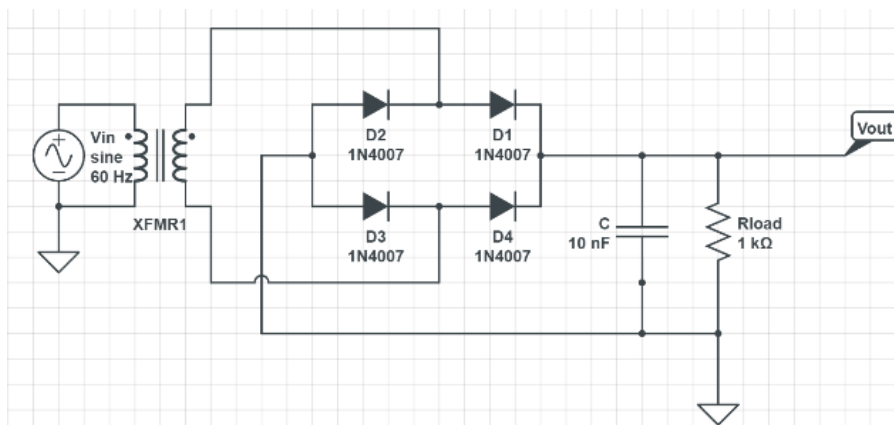 +
Vin
sine
60 Hz
XFMR1
D2
1N4007
D1
1N4007
D3
1N4007
D4
1N4007
C
10 nF
Rload
1 kΩ
Vout